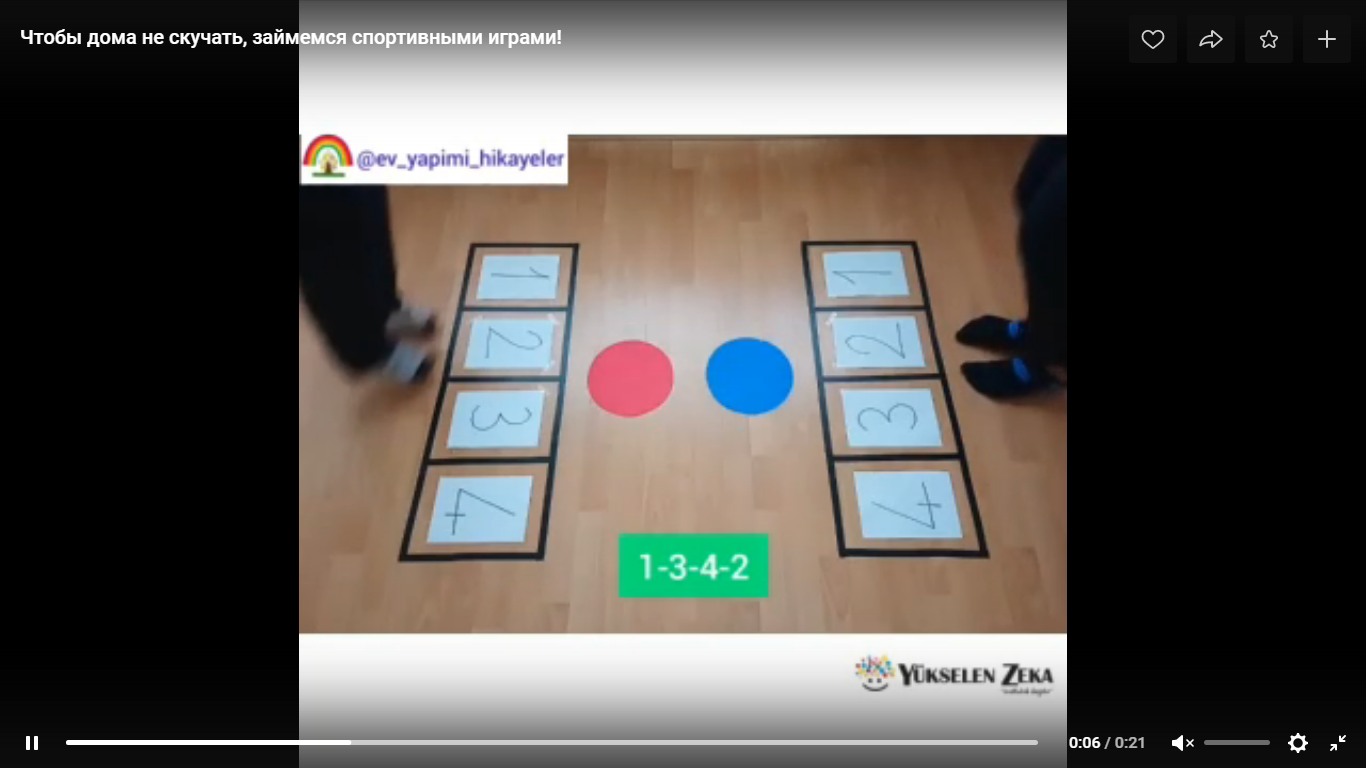 Чтобы дома не скучать, займемся спортивными играми!
@ev_yapimi_hikayeler
1 1
2 2
3 3
4 4
1-3-4-2
YÜKSELEN ZEKA
0:06 / 0:21